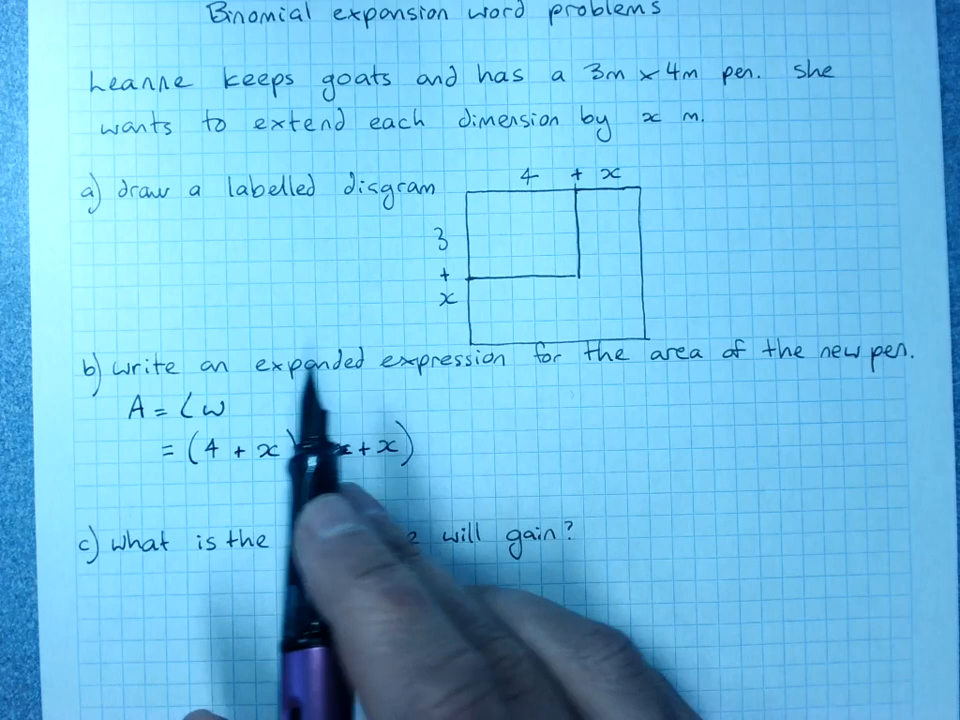 Binomial expansion word problems
Leanne keeps goats and has a 3m x 4m pen. She
wants to extend each dimension by x m.
a) draw a labelled disgram
4 + x
3
+
x
b) write an expanded expression for the area of the new pen.
A = L w
= (4 + x) + x)
c) what is the will gain?